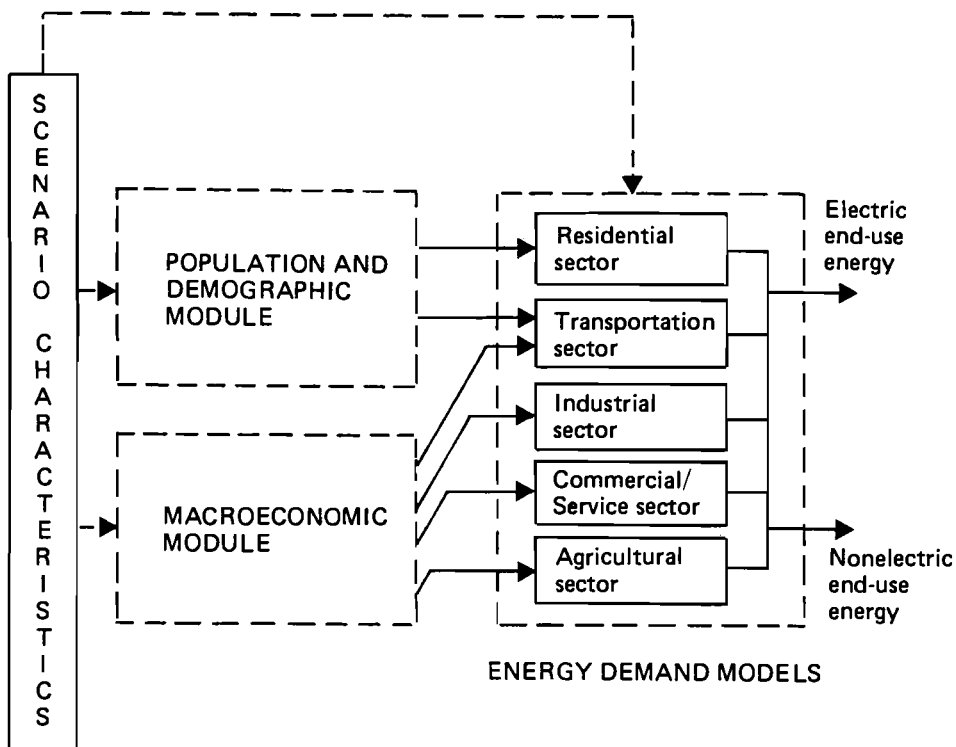 SCENARIO CHARACTERISTICS
POPULATION AND
DEMOGRAPHIC
MODULE
MACROECONOMIC
MODULE
Residential
sector
Transportation
sector
Industrial
sector
Commercial/
Service sector
Agricultural
sector
ENERGY DEMAND MODELS
Electric
end-use
energy
Nonelectric
end-use
energy